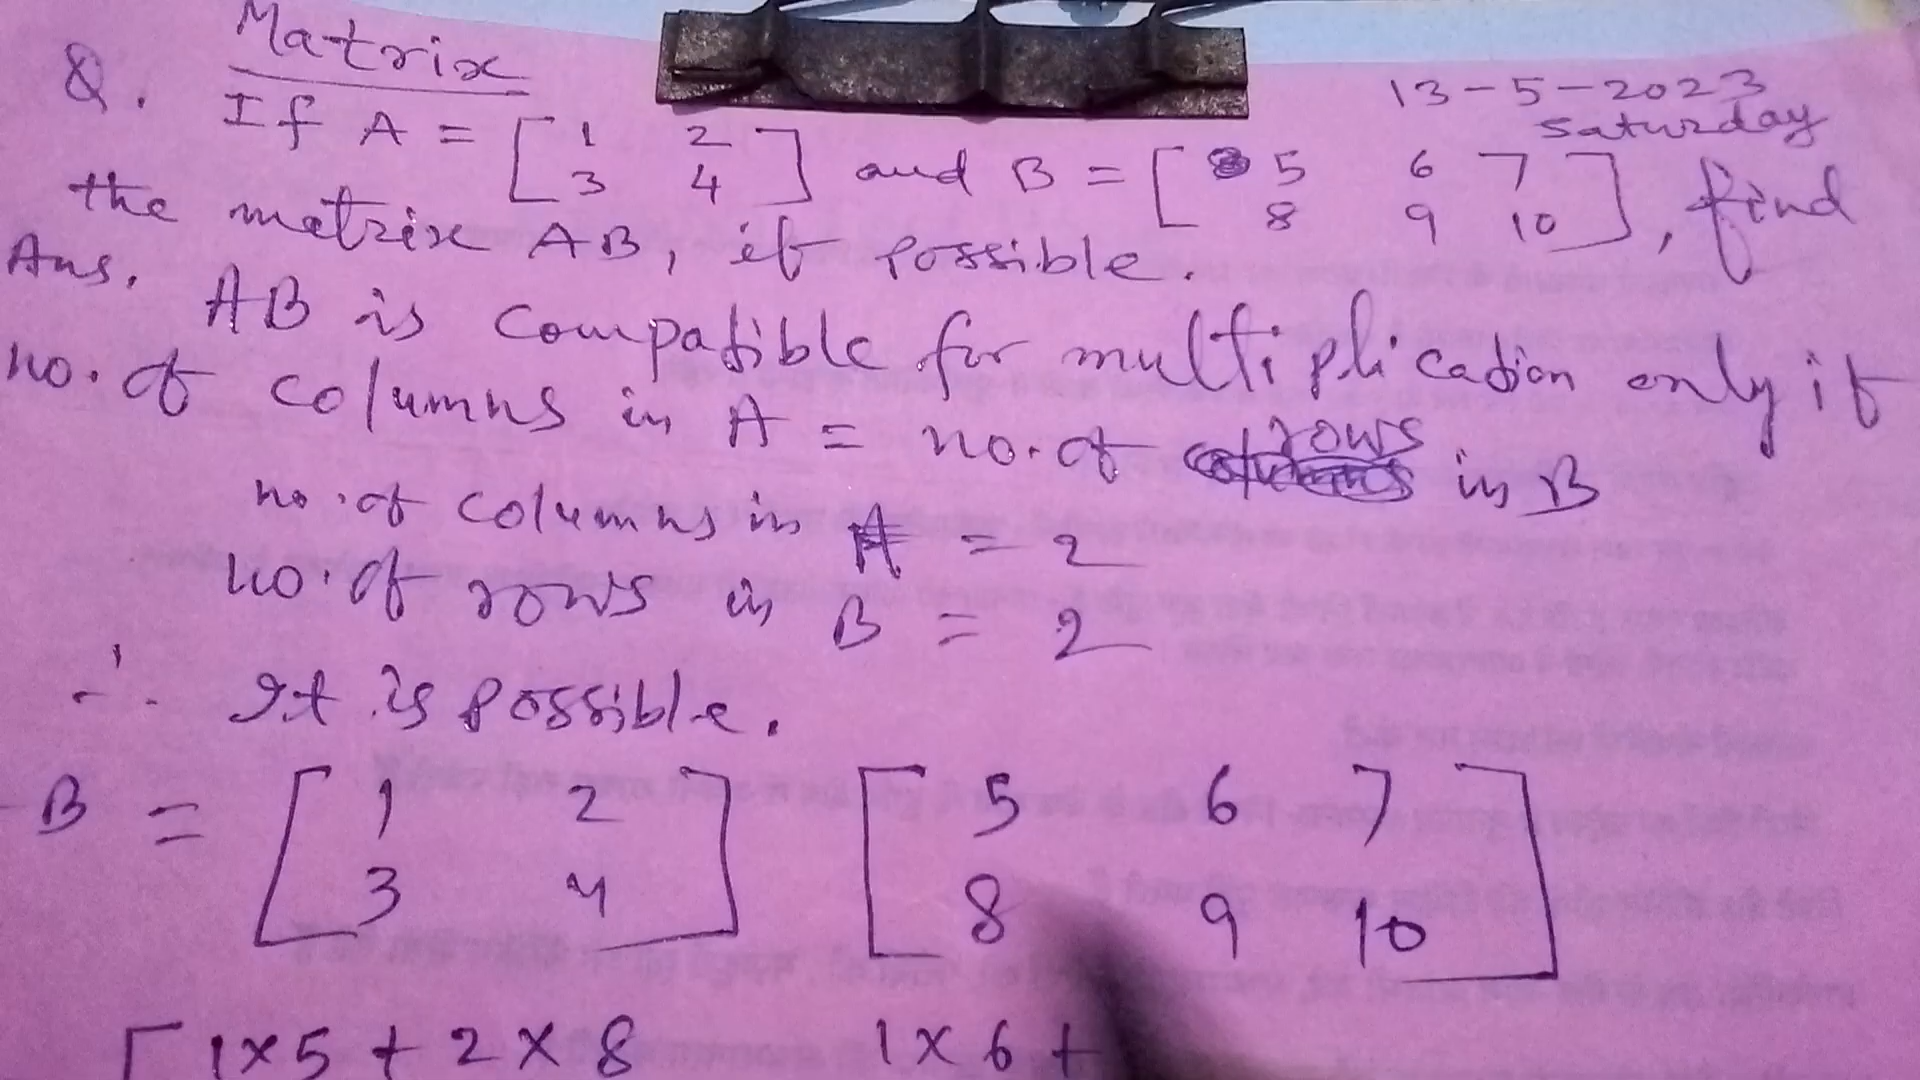 Matrix
13-5-2023
Saturday
Q. If A = [ 1 2 ] and B = [ 5 6 7 ], find
3 4 8 9 10
the matrix AB, if possible.
Ans. AB is compatible for multiplication only if
no. of columns in A = no. of rows in B
no. of columns in A = 2
no. of rows in B = 2
∴ It is possible.
B = [ 1 2 ] [ 5 6 7 ]
3 4 8 9 10
[ 1×5 + 2×8 1×6 +